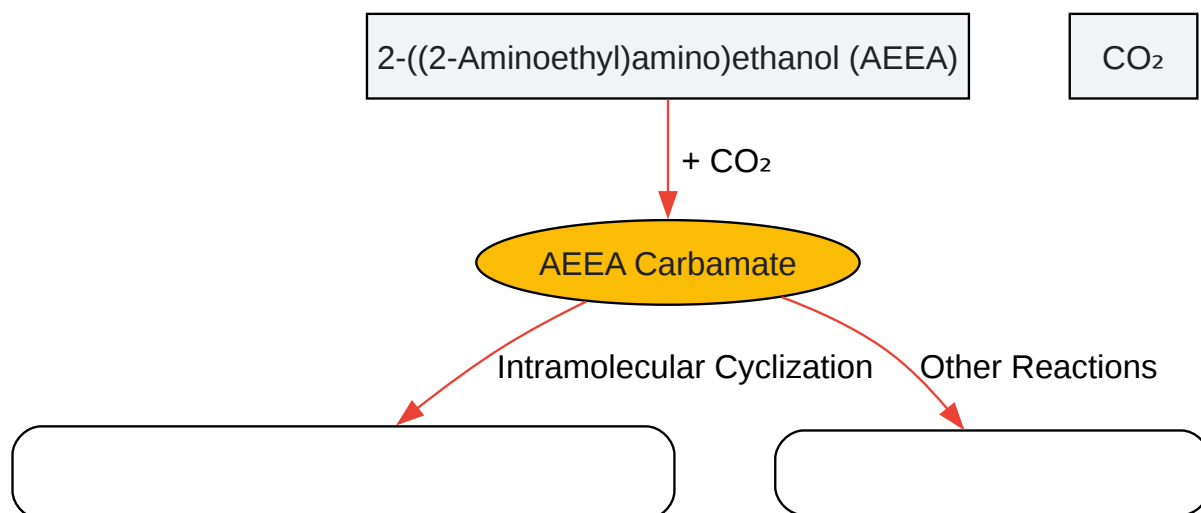 2-((2-Aminoethyl)amino)ethanol (AEEA)
CO₂
+ CO₂
AEEA Carbamate
Intramolecular Cyclization
Other Reactions